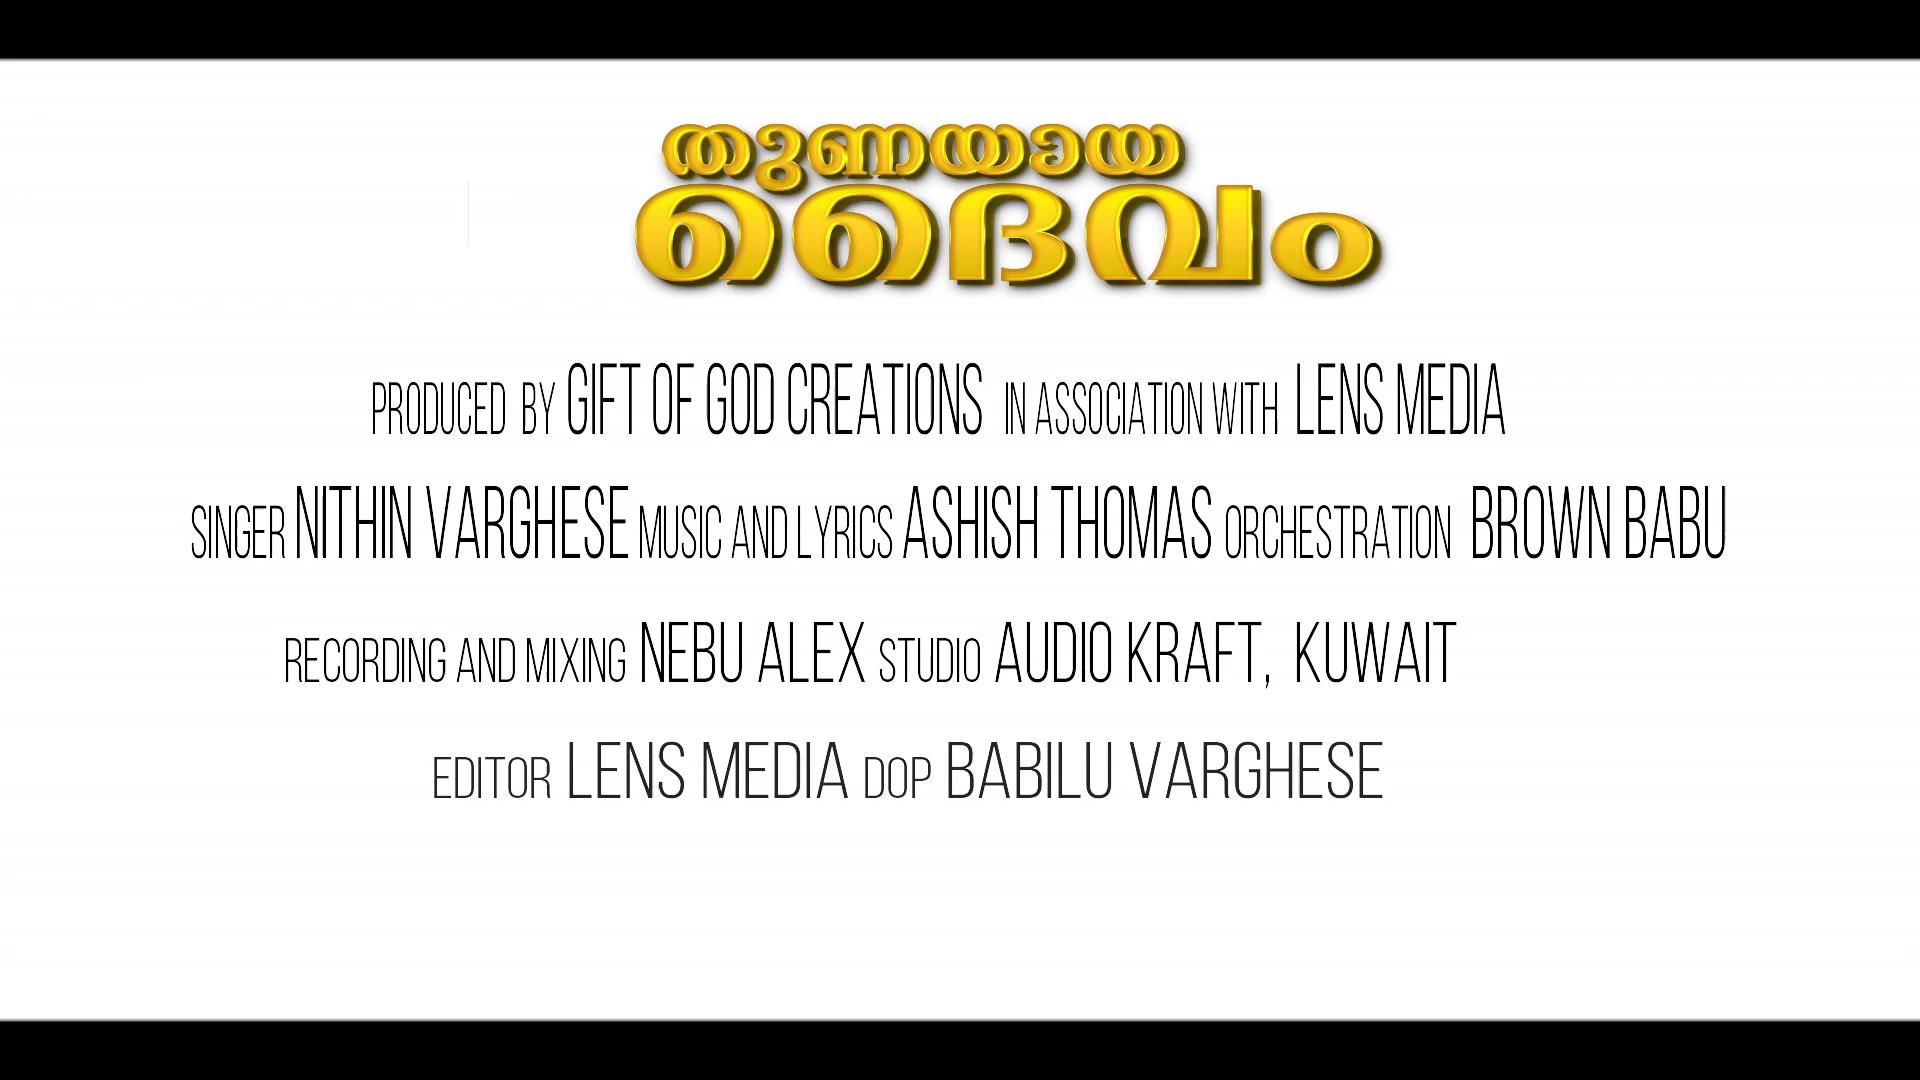 തുണയായ
ദൈവം
PRODUCED BY GIFT OF GOD CREATIONS IN ASSOCIATION WITH LENS MEDIA
SINGER NITHIN VARGHESE MUSIC AND LYRICS ASHISH THOMAS ORCHESTRATION BROWN BABU
RECORDING AND MIXING NEBU ALEX STUDIO AUDIO KRAFT, KUWAIT
EDITOR LENS MEDIA DOP BABILU VARGHESE